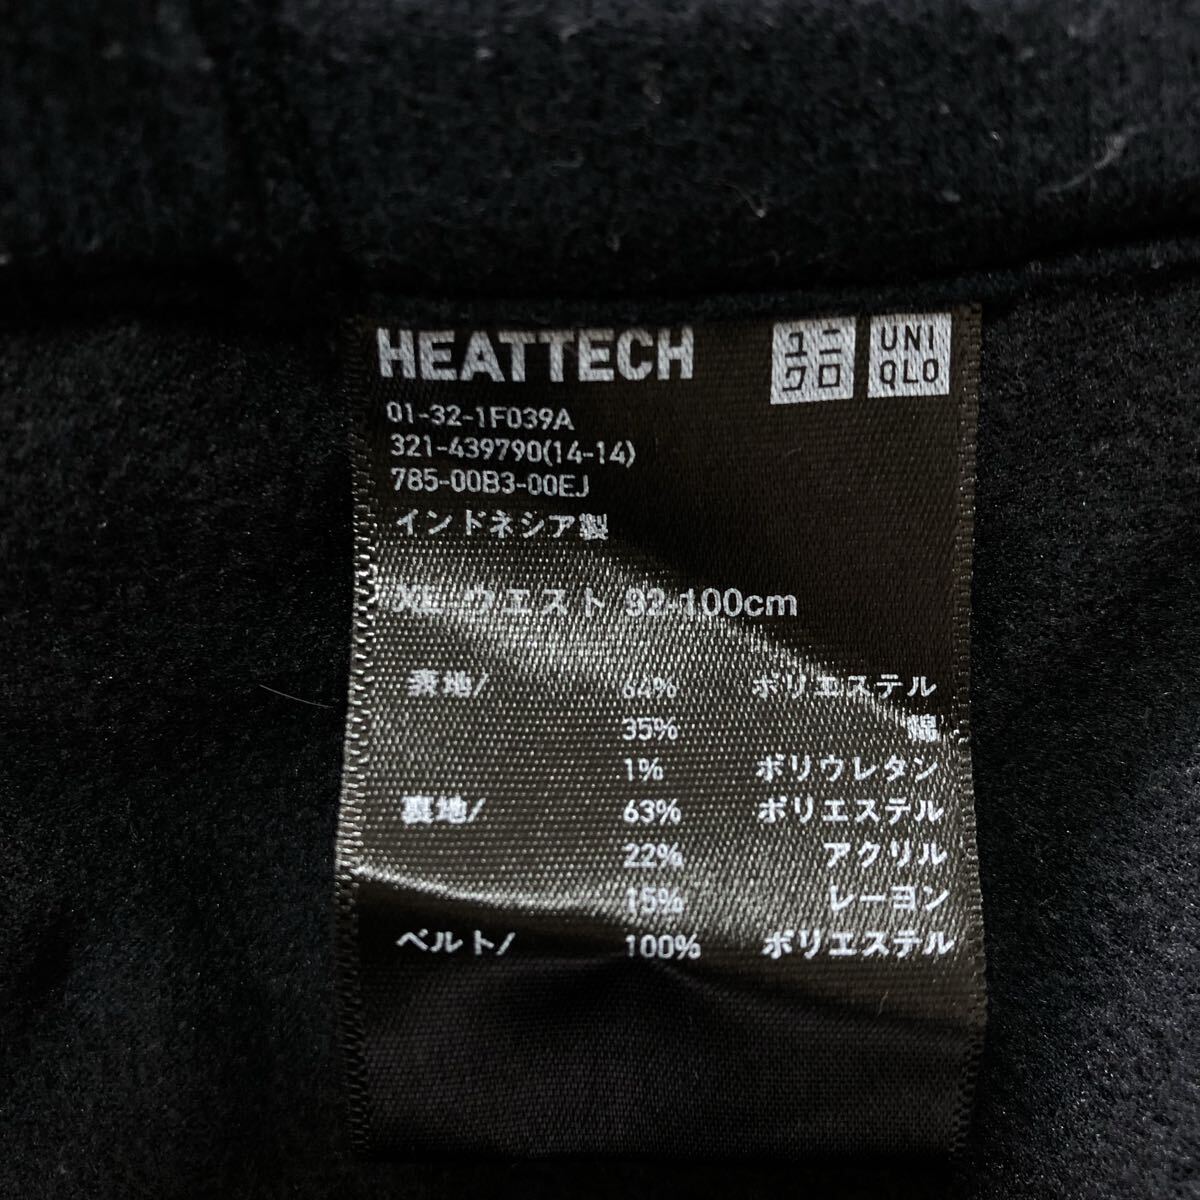 HEATTECH
ユニクロ
UNIQLO
01-32-1F039A
321-439790(14-14)
785-00B3-00EJ
インドネシア製
XL ウエスト 92-100cm
表地/ 64% ポリエステル
35% 綿
1% ポリウレタン
裏地/ 63% ポリエステル
22% アクリル
15% レーヨン
ベルト/ 100% ポリエステル